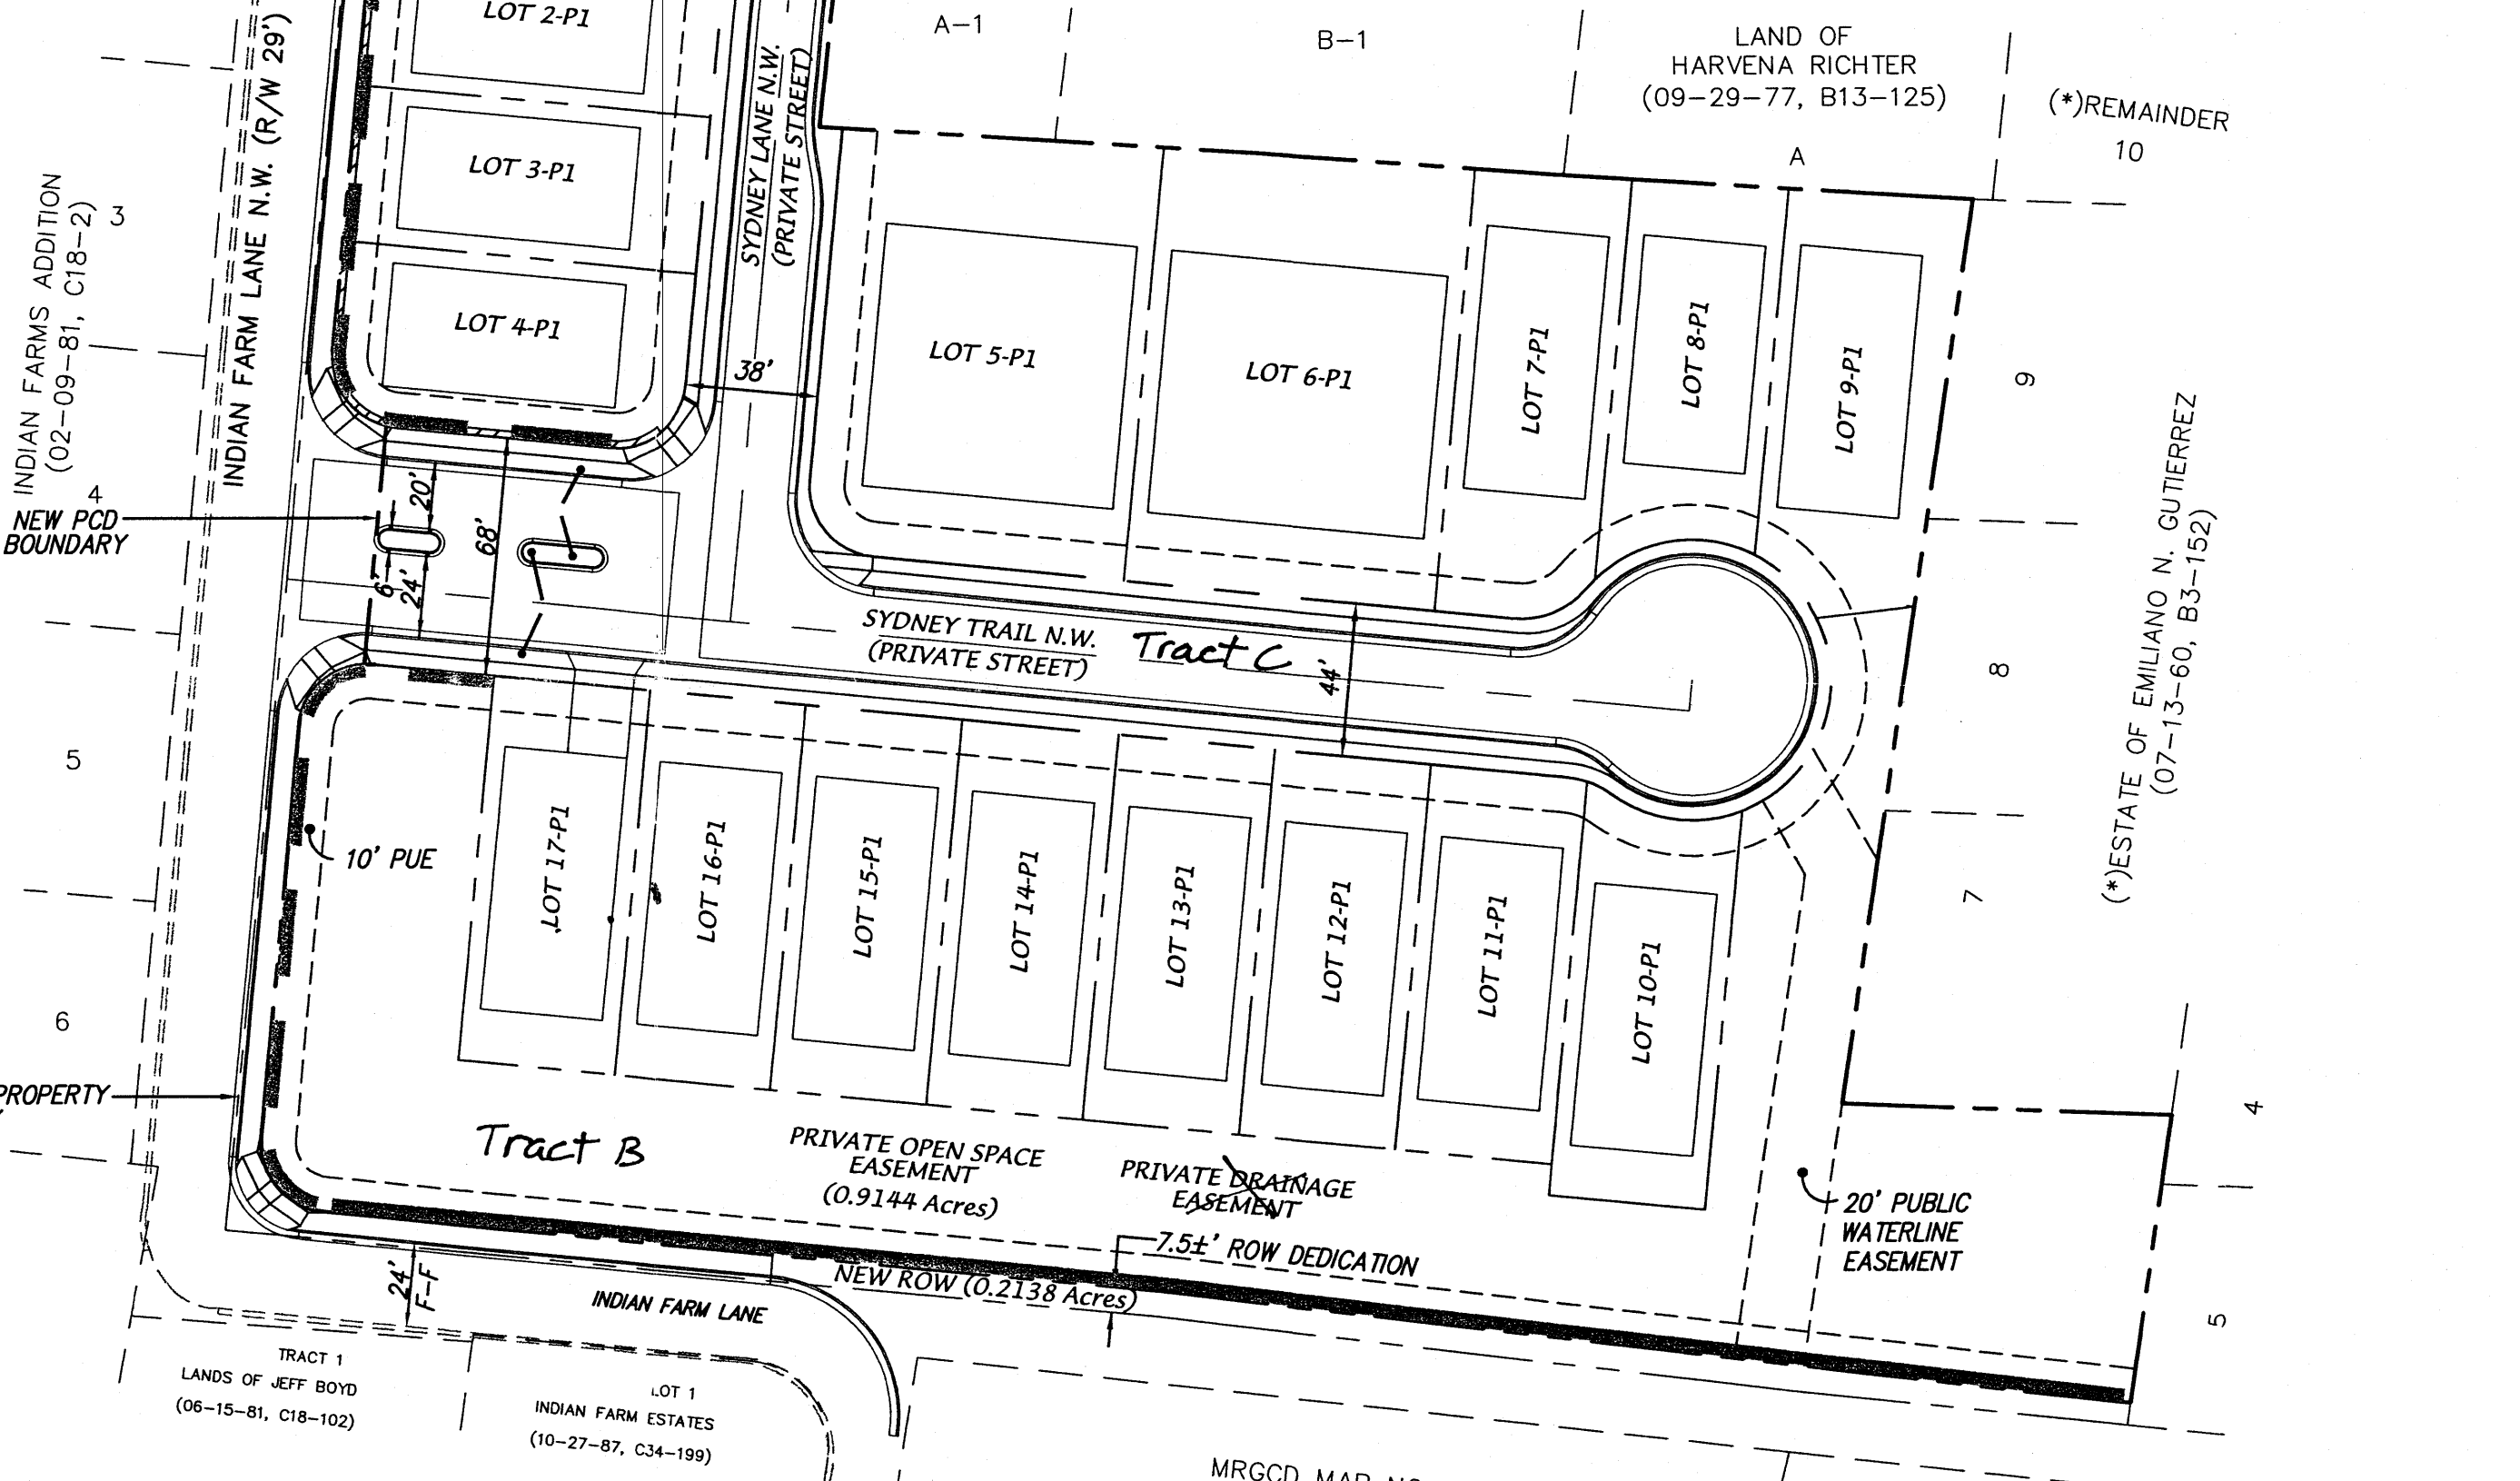 LOT 2-P1
A-1
B-1
LAND OF
HARVENA RICHTER
(09-29-77, B13-125)
(*)REMAINDER
10
A
INDIAN FARM LANE N.W. (R/W 29')
SYDNEY LANE N.W.
(PRIVATE STREET)
LOT 3-P1
INDIAN FARMS ADDITION
(02-09-81, C18-2)
3
LOT 4-P1
38'
LOT 5-P1
LOT 6-P1
LOT 7-P1
LOT 8-P1
LOT 9-P1
9
4
NEW PCD
BOUNDARY
20'
68'
6'
24'
SYDNEY TRAIL N.W.
(PRIVATE STREET)
Tract C
44'
8
(*)ESTATE OF EMILIANO N. GUTIERREZ
(07-13-60, B3-152)
5
10' PUE
LOT 17-P1
LOT 16-P1
LOT 15-P1
LOT 14-P1
LOT 13-P1
LOT 12-P1
LOT 11-P1
LOT 10-P1
7
6
PROPERTY
4
Tract B
PRIVATE OPEN SPACE
EASEMENT
(0.9144 Acres)
PRIVATE DRAINAGE
EASEMENT
20' PUBLIC
WATERLINE
EASEMENT
7.5±' ROW DEDICATION
NEW ROW (0.2138 Acres)
24'
F-F
INDIAN FARM LANE
5
TRACT 1
LANDS OF JEFF BOYD
(06-15-81, C18-102)
LOT 1
INDIAN FARM ESTATES
(10-27-87, C34-199)
MRGCD MAP